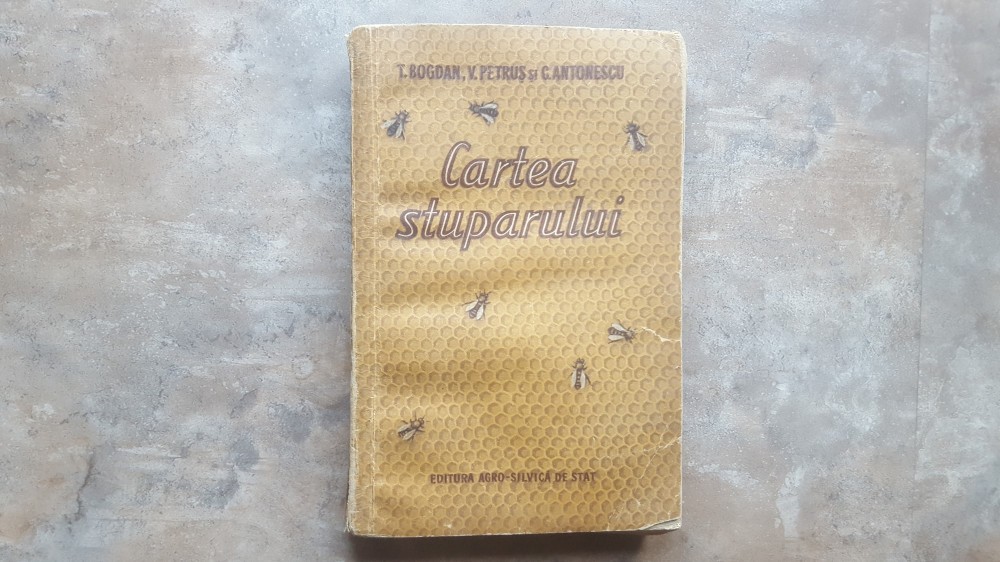 T. BOGDAN, V. PETRUȘ și C. ANTONESCU
Cartea
stuparului
EDITURA AGRO-SILVICĂ DE STAT